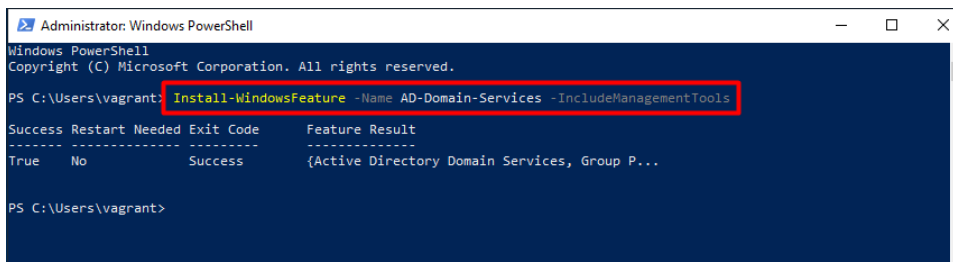 Administrator: Windows PowerShell
Windows PowerShell
Copyright (C) Microsoft Corporation. All rights reserved.
PS C:\Users\vagrant> Install-WindowsFeature -Name AD-Domain-Services -IncludeManagementTools
Success Restart Needed Exit Code      Feature Result
------- -------------- ---------      --------------
True    No             Success        {Active Directory Domain Services, Group P...
PS C:\Users\vagrant>